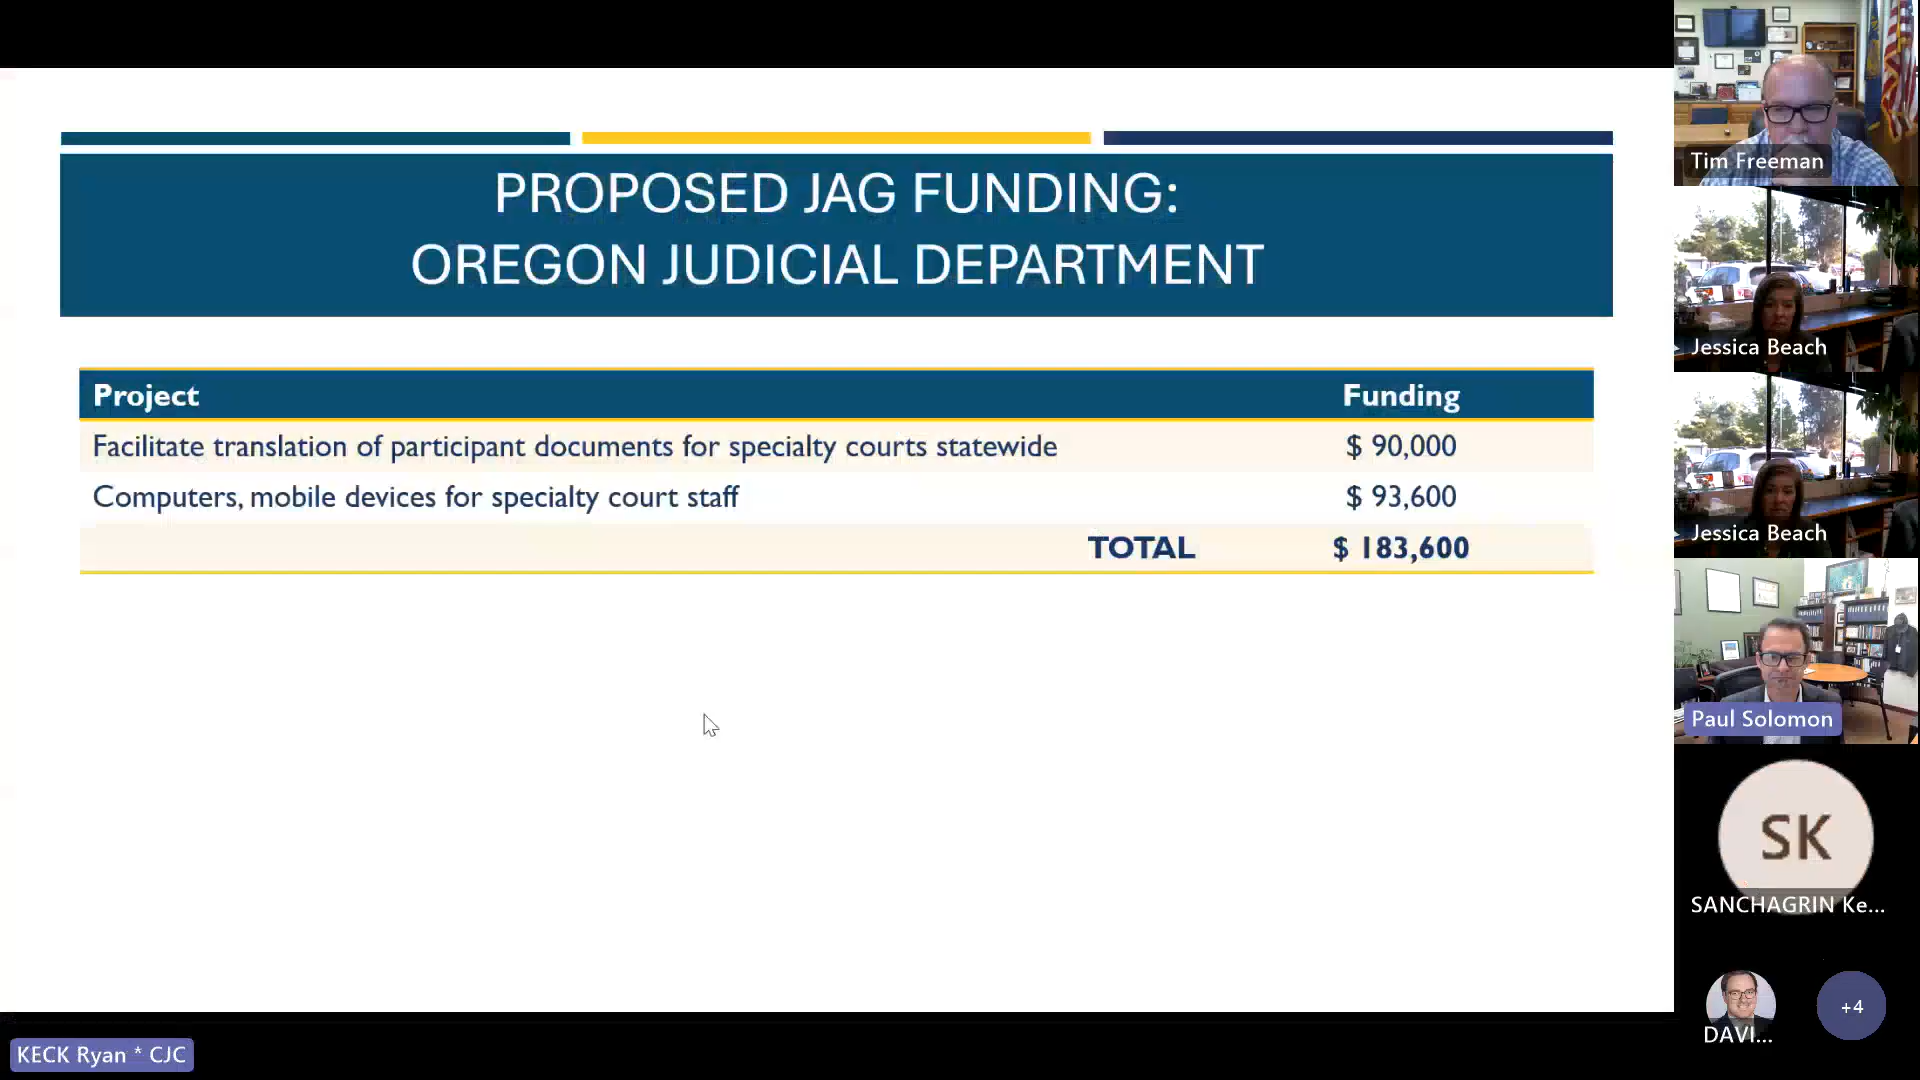 PROPOSED JAG FUNDING:
OREGON JUDICIAL DEPARTMENT
Project Funding
Facilitate translation of participant documents for specialty courts statewide $ 90,000
Computers, mobile devices for specialty court staff $ 93,600
TOTAL $ 183,600
Tim Freeman
Jessica Beach
Jessica Beach
Paul Solomon
SK
SANCHAGRIN Ke...
DAVI...
+4
KECK Ryan * CJC